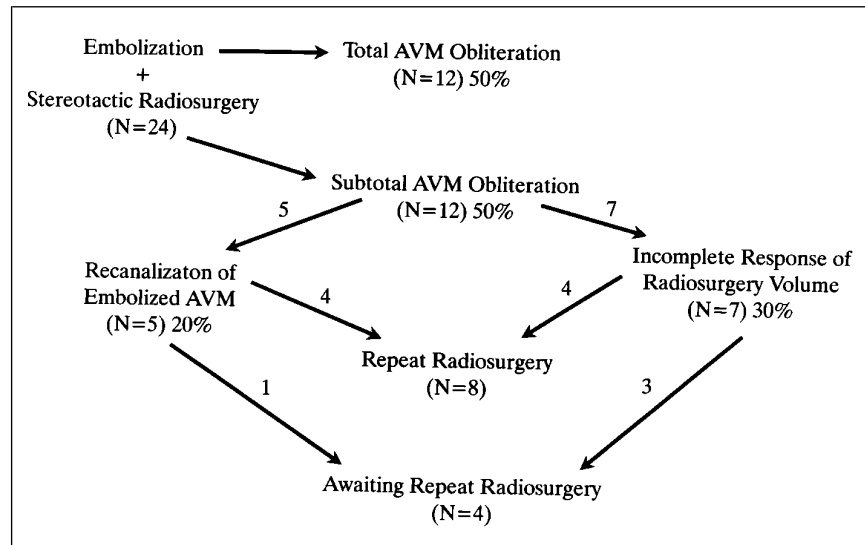 Embolization
+
Stereotactic Radiosurgery
(N=24)
Total AVM Obliteration
(N=12) 50%
Subtotal AVM Obliteration
(N=12) 50%
5
7
Recanalizaton of
Embolized AVM
(N=5) 20%
Incomplete Response of
Radiosurgery Volume
(N=7) 30%
4
4
Repeat Radiosurgery
(N=8)
1
3
Awaiting Repeat Radiosurgery
(N=4)